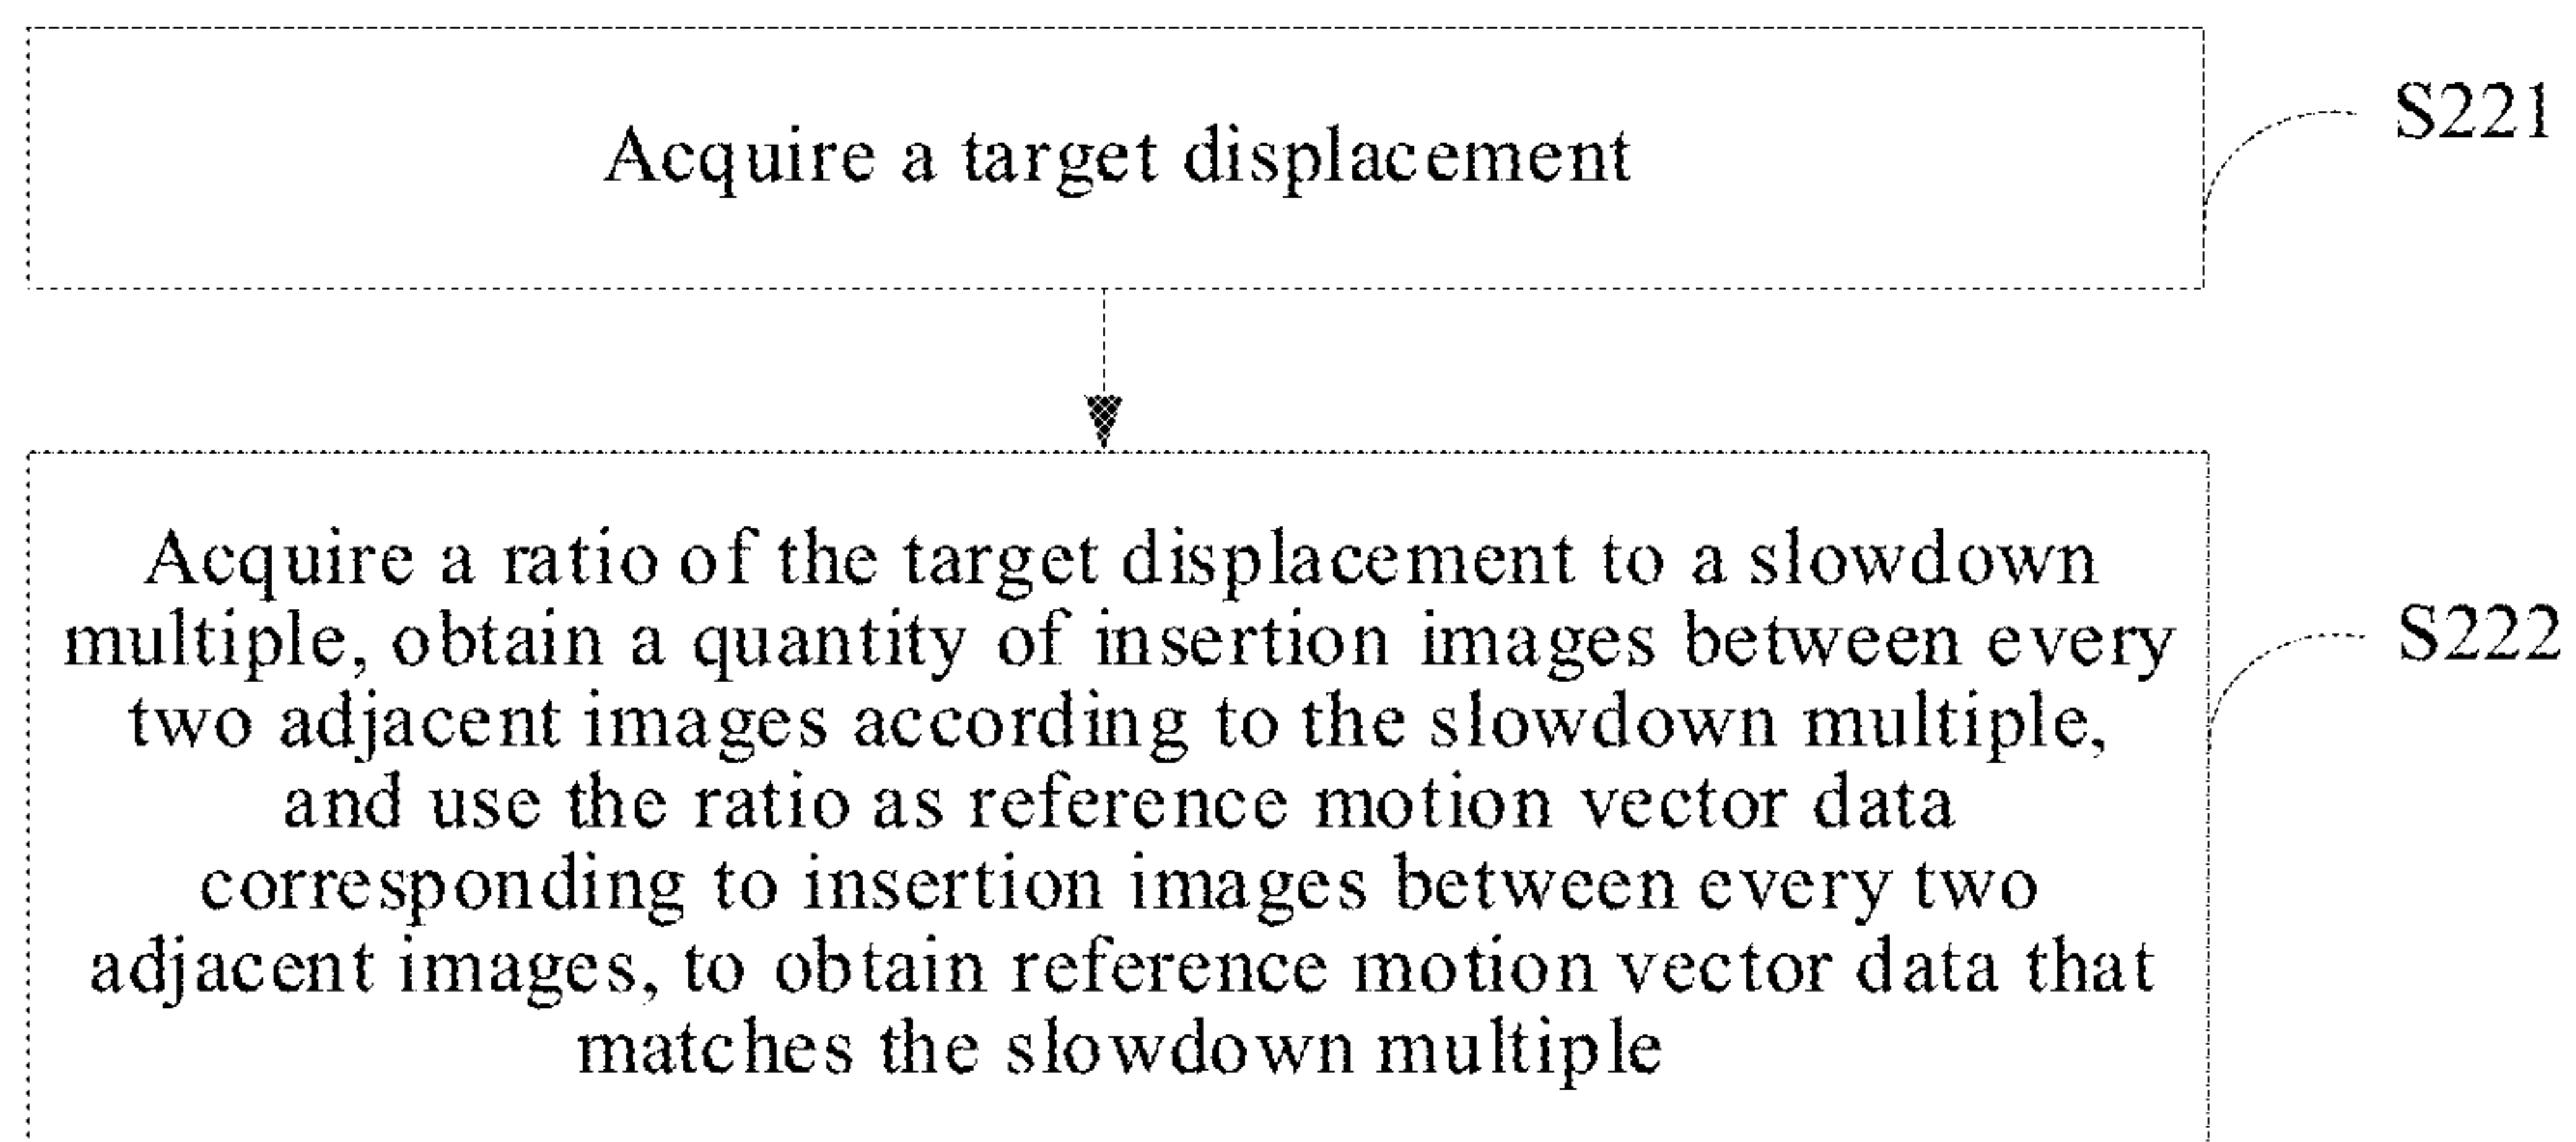 Acquire a target displacement
S221
Acquire a ratio of the target displacement to a slowdown
multiple, obtain a quantity of insertion images between every
two adjacent images according to the slowdown multiple,
and use the ratio as reference motion vector data
corresponding to insertion images between every two
adjacent images, to obtain reference motion vector data that
matches the slowdown multiple
S222